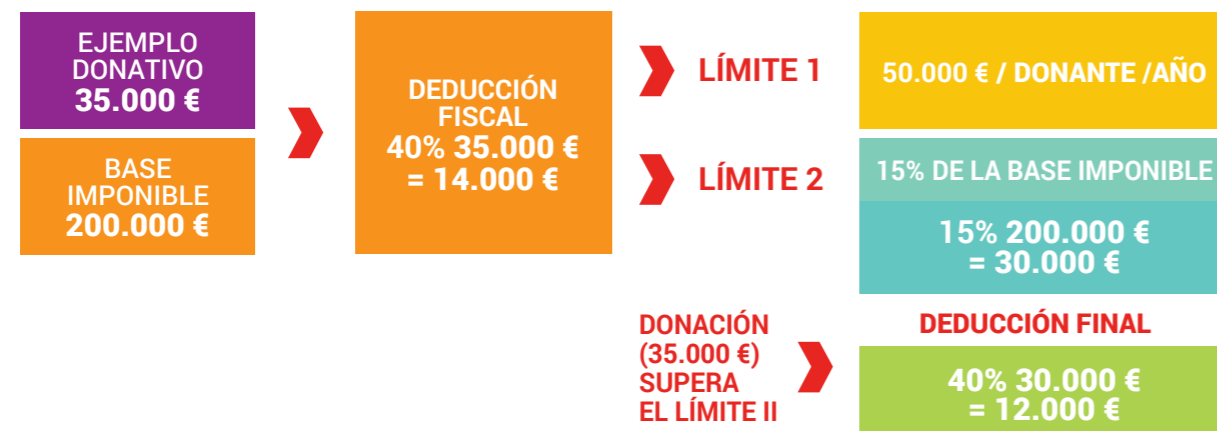 EJEMPLO
DONATIVO
35.000 €
BASE
IMPONIBLE
200.000 €
DEDUCCIÓN
FISCAL
40% 35.000 €
= 14.000 €
LÍMITE 1
50.000 € / DONANTE /AÑO
LÍMITE 2
15% DE LA BASE IMPONIBLE
15% 200.000 €
= 30.000 €
DONACIÓN
(35.000 €)
SUPERA
EL LÍMITE II
DEDUCCIÓN FINAL
40% 30.000 €
= 12.000 €